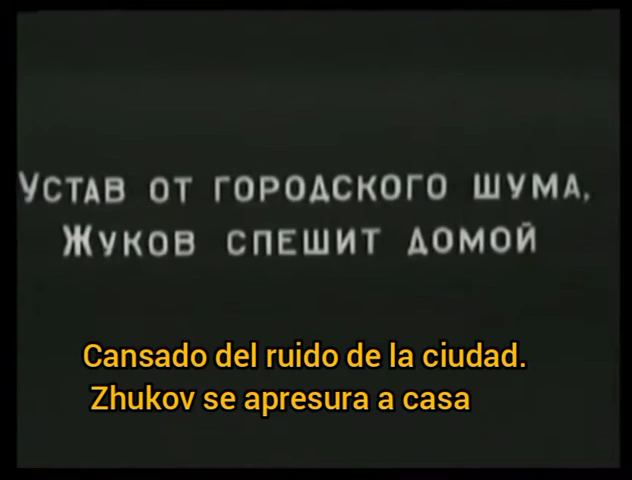 Устав от городского шума,
Жуков спешит домой
Cansado del ruido de la ciudad.
Zhukov se apresura a casa